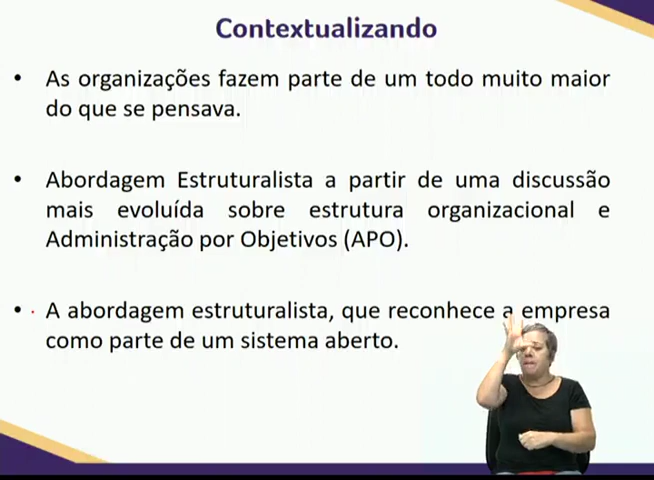 Contextualizando
• As organizações fazem parte de um todo muito maior
do que se pensava.
• Abordagem Estruturalista a partir de uma discussão
mais evoluída sobre estrutura organizacional e
Administração por Objetivos (APO).
• A abordagem estruturalista, que reconhece a empresa
como parte de um sistema aberto.